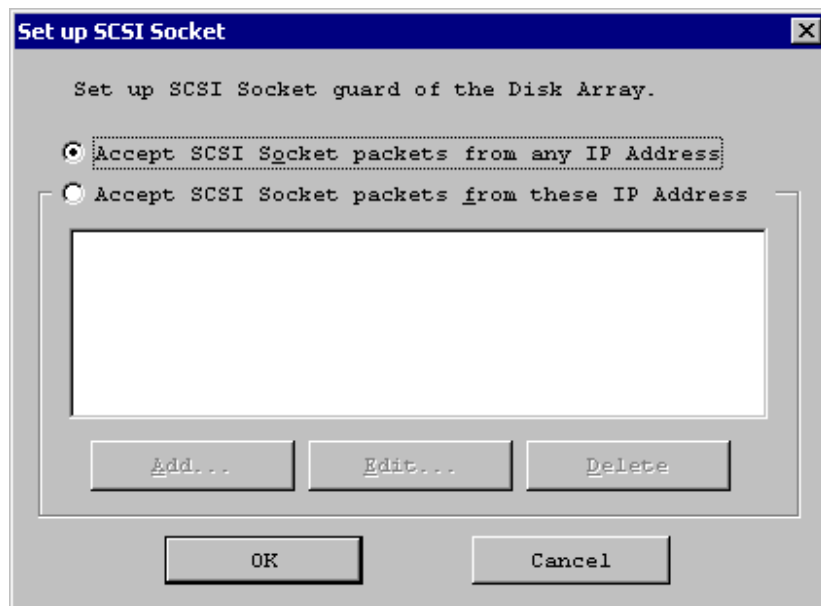 Set up SCSI Socket
Set up SCSI Socket guard of the Disk Array.
Accept SCSI Socket packets from any IP Address
Accept SCSI Socket packets from these IP Address
Add... Edit... Delete
OK Cancel